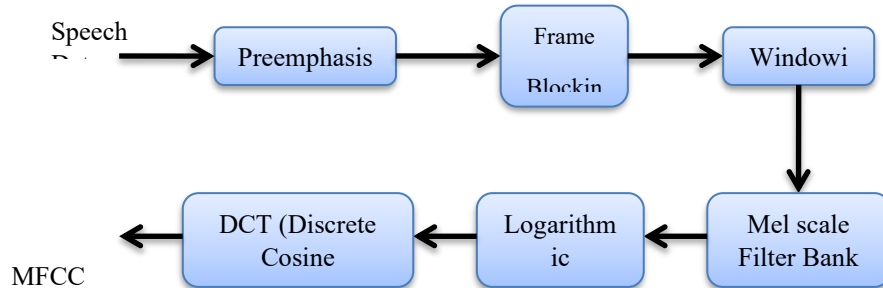 Speech
Preemphasis
Frame
Blockin
Windowi
Mel scale
Filter Bank
Logarithm
ic
DCT (Discrete
Cosine
MFCC